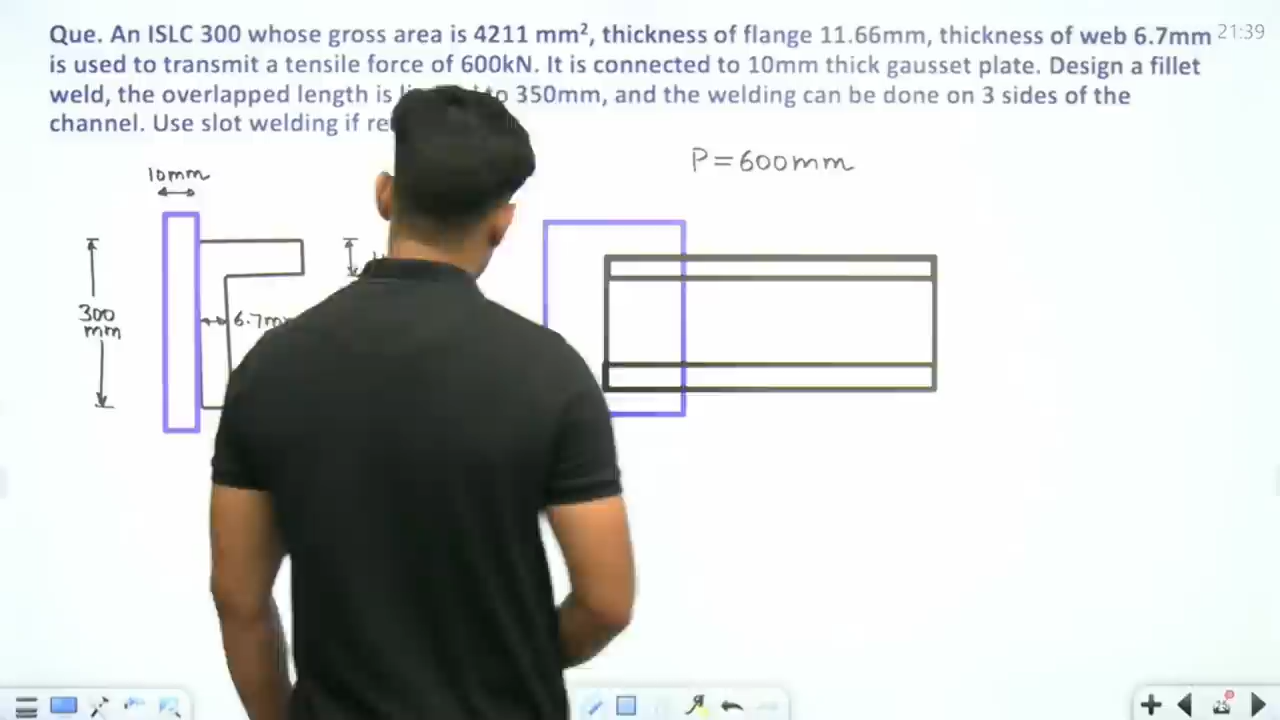 Que. An ISLC 300 whose gross area is 4211 mm², thickness of flange 11.66mm, thickness of web 6.7mm
21:39
is used to transmit a tensile force of 600kN. It is connected to 10mm thick gausset plate. Design a fillet
weld, the overlapped length is 350mm, and the welding can be done on 3 sides of the
channel. Use slot welding if
10mm
P=600mm
300
mm
6.7mm
25